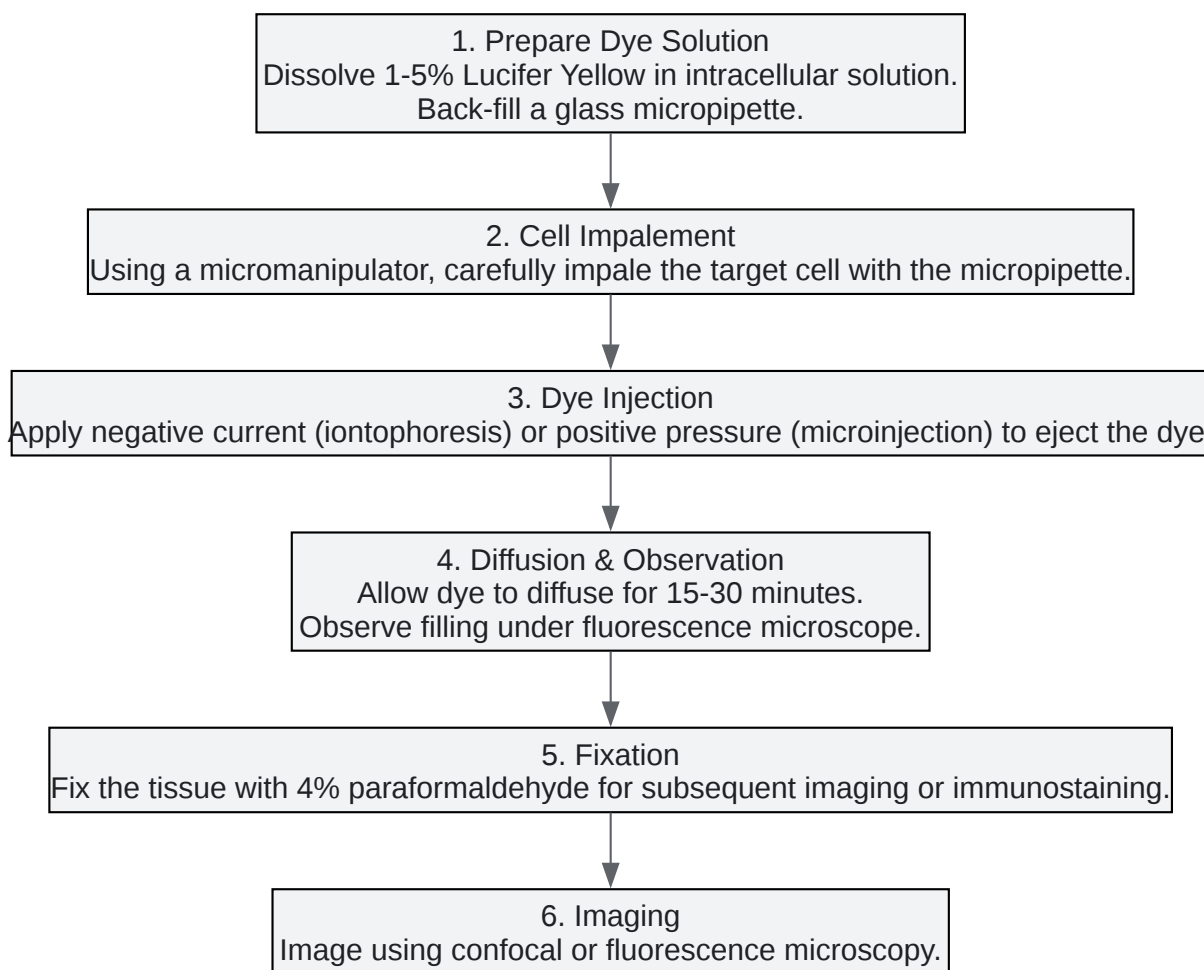 1. Prepare Dye Solution
Dissolve 1-5% Lucifer Yellow in intracellular solution.
Back-fill a glass micropipette.
2. Cell Impalement
Using a micromanipulator, carefully impale the target cell with the micropipette.
3. Dye Injection
Apply negative current (iontophoresis) or positive pressure (microinjection) to eject the dye
4. Diffusion & Observation
Allow dye to diffuse for 15-30 minutes.
Observe filling under fluorescence microscope.
5. Fixation
Fix the tissue with 4% paraformaldehyde for subsequent imaging or immunostaining.
6. Imaging
Image using confocal or fluorescence microscopy.